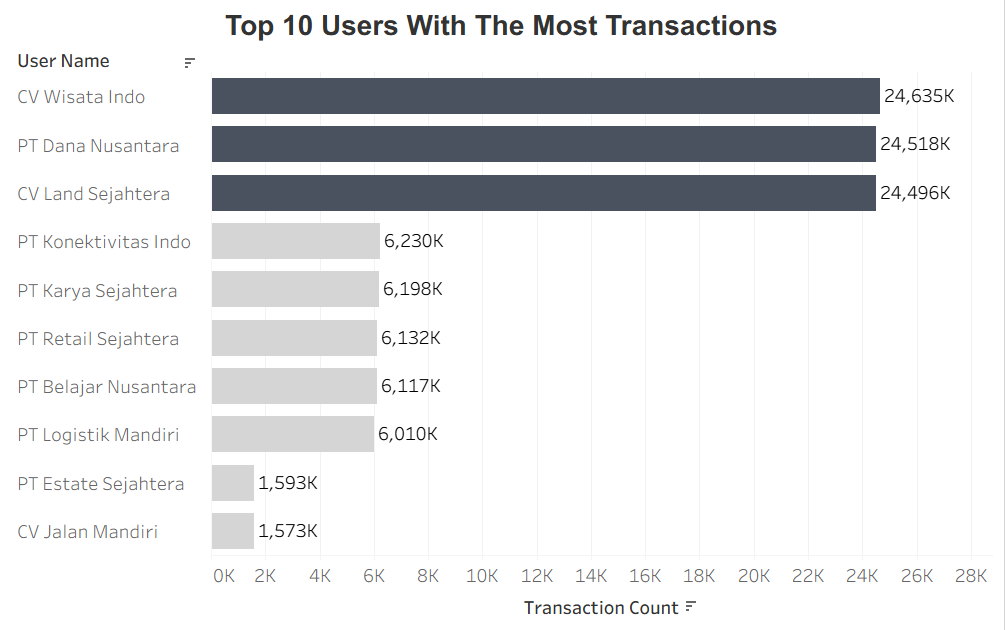 Top 10 Users With The Most Transactions
User Name
CV Wisata Indo 24,635K
PT Dana Nusantara 24,518K
CV Land Sejahtera 24,496K
PT Konektivitas Indo 6,230K
PT Karya Sejahtera 6,198K
PT Retail Sejahtera 6,132K
PT Belajar Nusantara 6,117K
PT Logistik Mandiri 6,010K
PT Estate Sejahtera 1,593K
CV Jalan Mandiri 1,573K
0K 2K 4K 6K 8K 10K 12K 14K 16K 18K 20K 22K 24K 26K 28K
Transaction Count